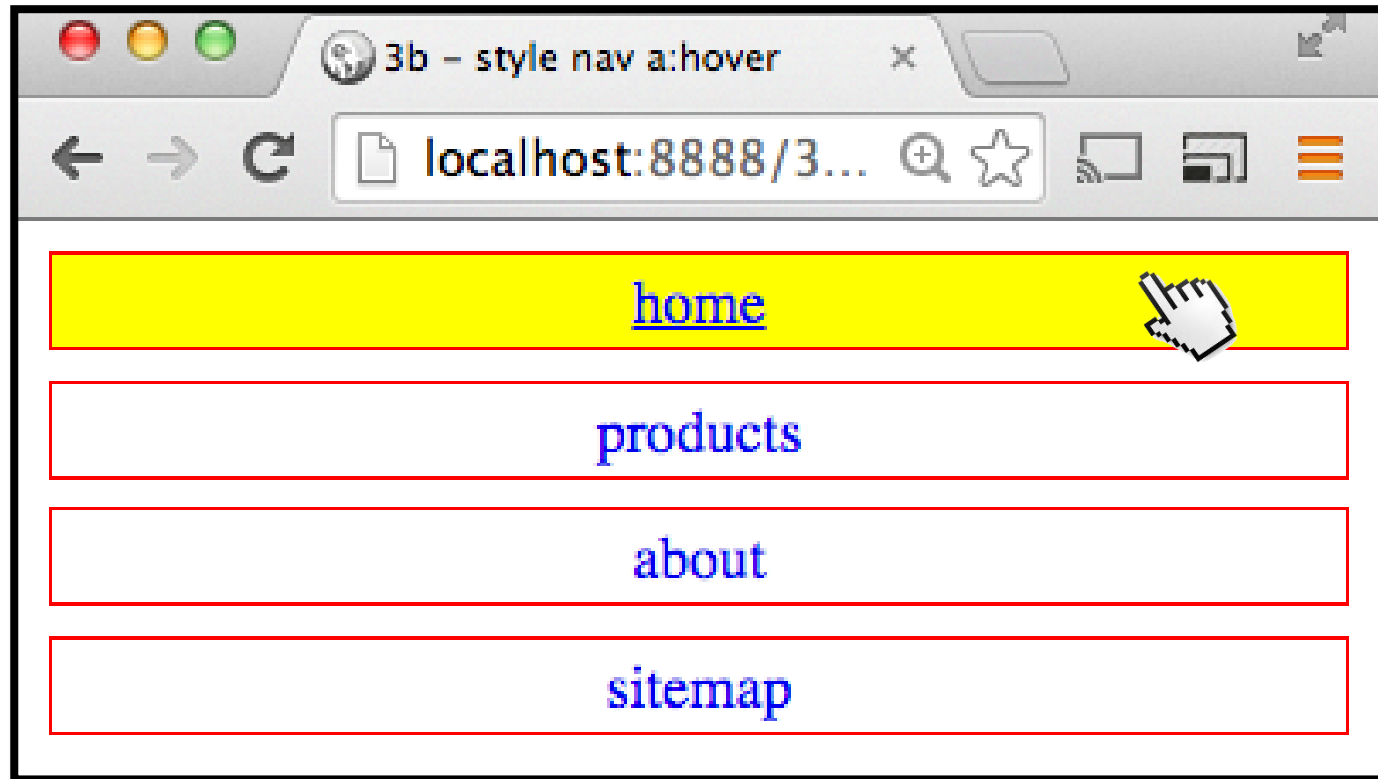 3b – style nav a:hover
localhost:8888/3...
home
products
about
sitemap